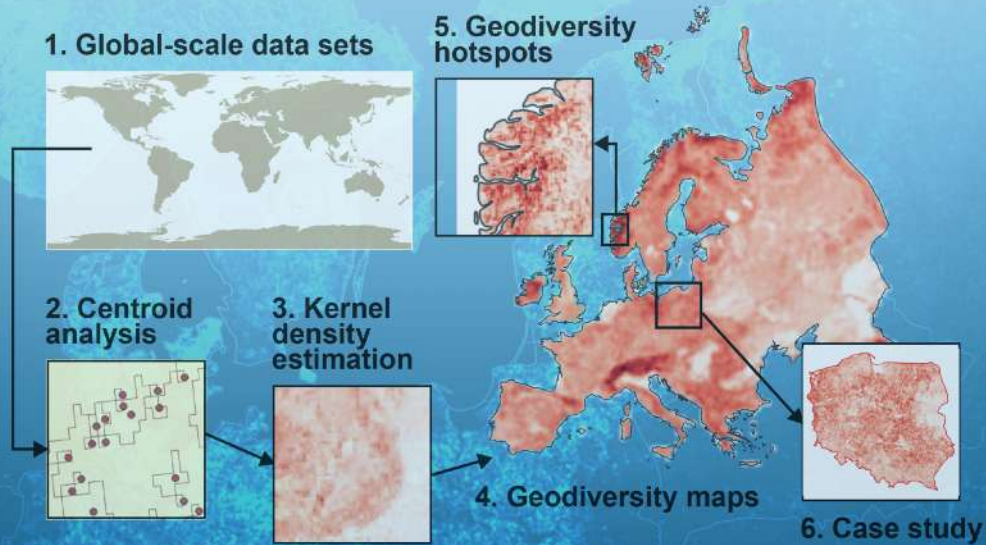 1. Global-scale data sets
2. Centroid
analysis
3. Kernel
density
estimation
4. Geodiversity maps
5. Geodiversity
hotspots
6. Case study